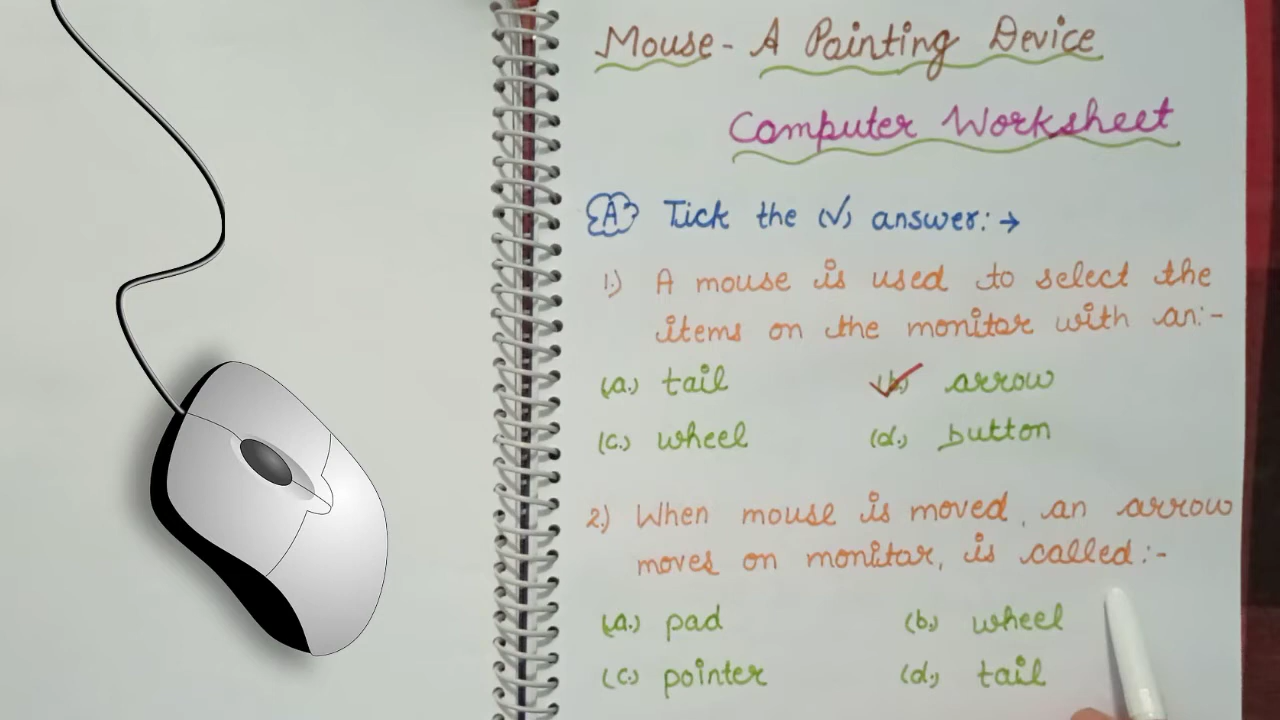 Mouse - A Painting Device
Computer Worksheet
(A) Tick the (✓) answer:→
1.) A mouse is used to select the
items on the monitar with an:-
(a.) tail (b.) arrow
(c.) wheel (d.) button
2.) When mouse is moved, an arrow
moves on monitar, is called:-
(a.) pad (b.) wheel
(c.) pointer (d.) tail